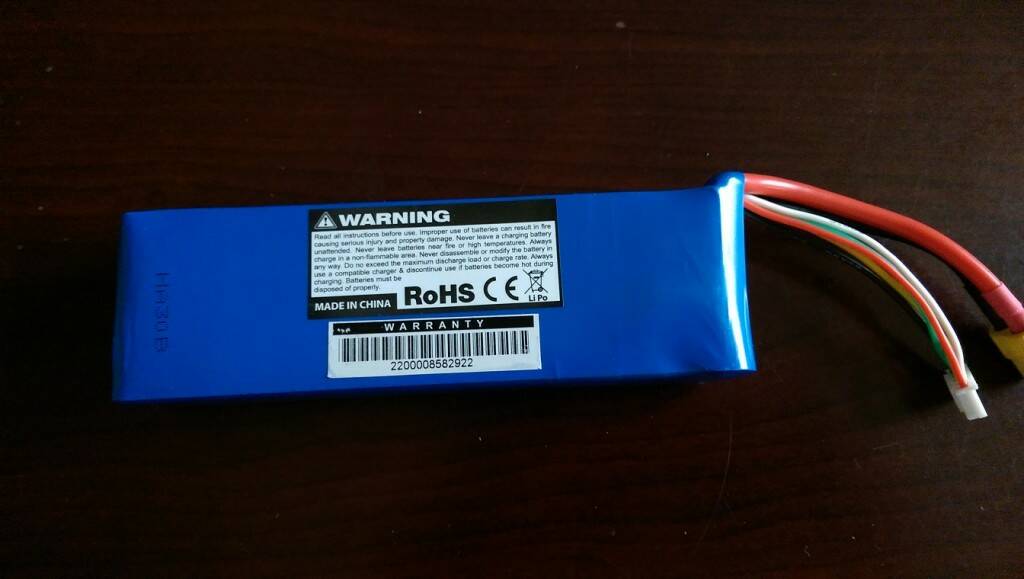 WARNING
Read all instructions before use. Improper use of batteries can result in fire
causing serious injury and property damage. Never leave a charging battery
unattended. Never leave batteries near fire or high temperatures. Always
charge in a non-flammable area. Never disassemble or modify the battery in
any way. Do no exceed the maximum discharge load or charge rate. Always
use a compatible charger & discontinue use if batteries become hot during
charging. Batteries must be
disposed of properly.
MADE IN CHINA RoHS CE Li Po
WARRANTY
2200008582922